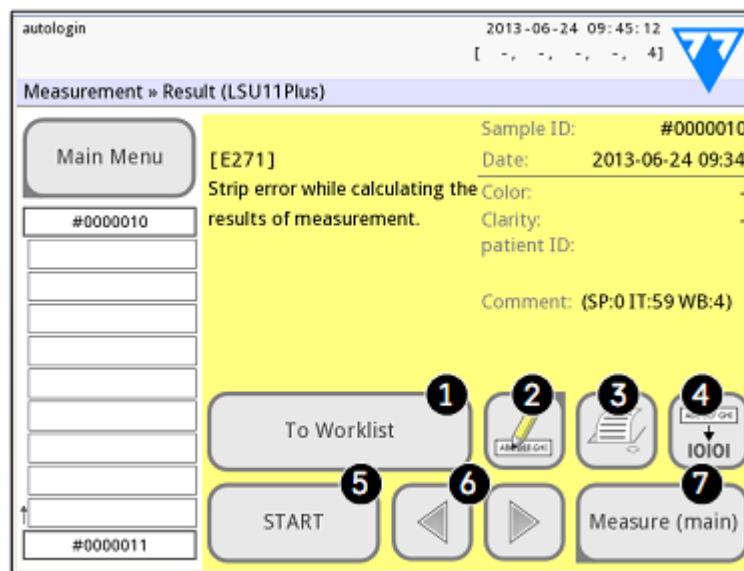 autologin
2013-06-24 09:45:12
[ -, -, -, -, 4]
Measurement » Result (LSU11Plus)
Main Menu
#0000010
#0000011
[E271]
Strip error while calculating the
results of measurement.
Sample ID: #0000010
Date: 2013-06-24 09:34
Color: -
Clarity: -
patient ID:
Comment: (SP:0 IT:59 WB:4)
1
To Worklist
2
3
4
IOIOI
5
START
6
7
Measure (main)